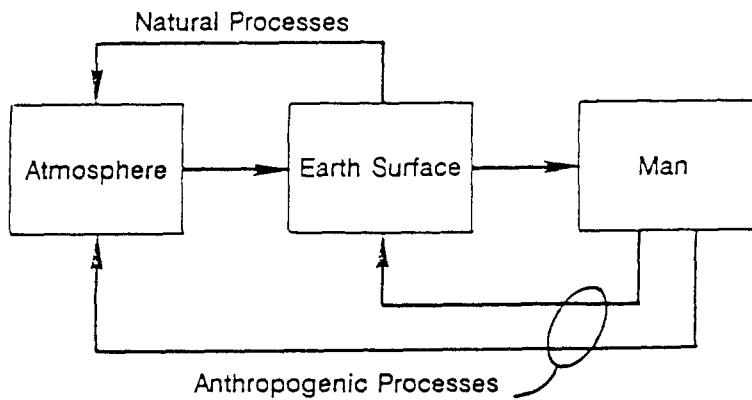 Natural Processes
Atmosphere
Earth Surface
Man
Anthropogenic Processes